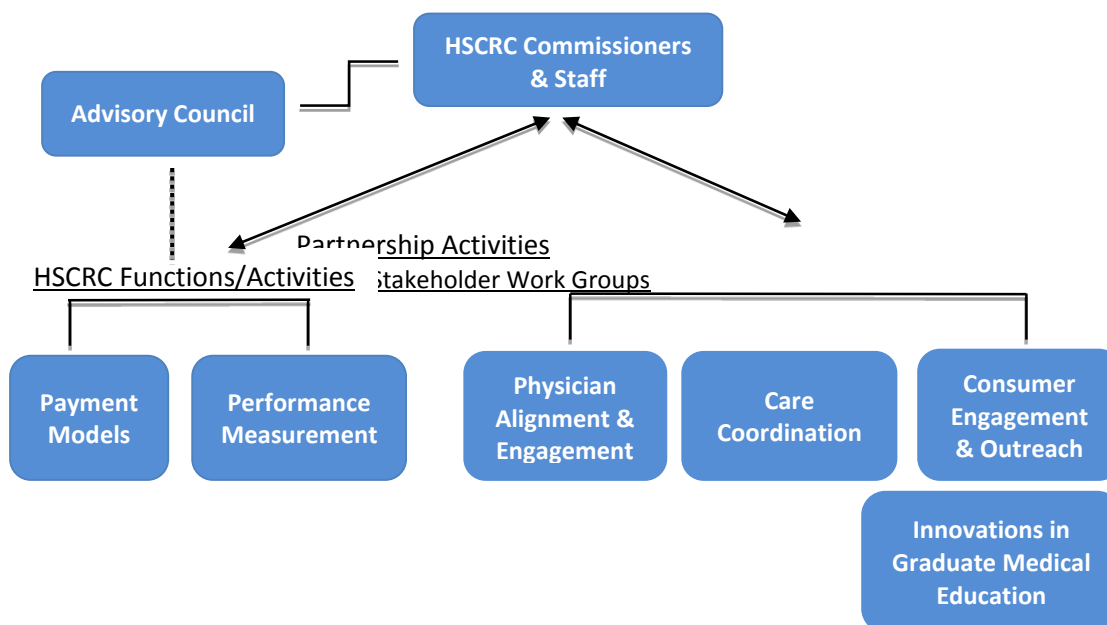 HSCRC Commissioners
& Staff
Advisory Council
Partnership Activities
HSCRC Functions/Activities
Stakeholder Work Groups
Payment
Models
Performance
Measurement
Physician
Alignment &
Engagement
Care
Coordination
Consumer
Engagement
& Outreach
Innovations in
Graduate Medical
Education